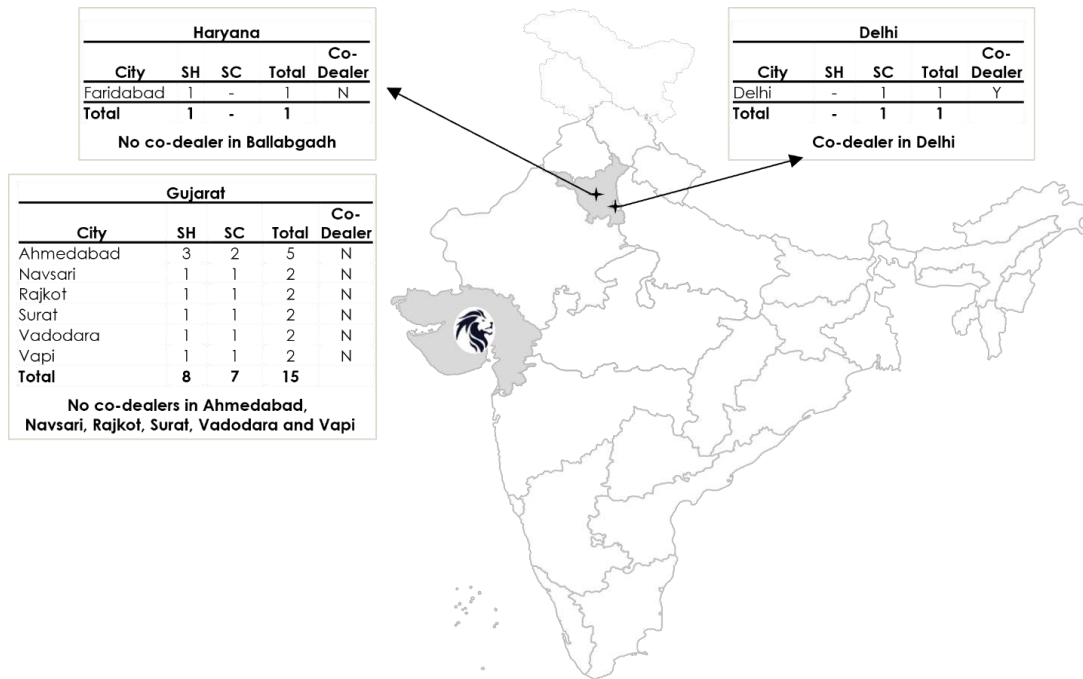 Haryana
City SH SC Total Co-Dealer
Faridabad 1 - 1 N
Total 1 - 1
No co-dealer in Ballabgadh
Delhi
City SH SC Total Co-Dealer
Delhi - 1 1 Y
Total - 1 1
Co-dealer in Delhi
Gujarat
City SH SC Total Co-Dealer
Ahmedabad 3 2 5 N
Navsari 1 1 2 N
Rajkot 1 1 2 N
Surat 1 1 2 N
Vadodara 1 1 2 N
Vapi 1 1 2 N
Total 8 7 15
No co-dealers in Ahmedabad,
Navsari, Rajkot, Surat, Vadodara and Vapi